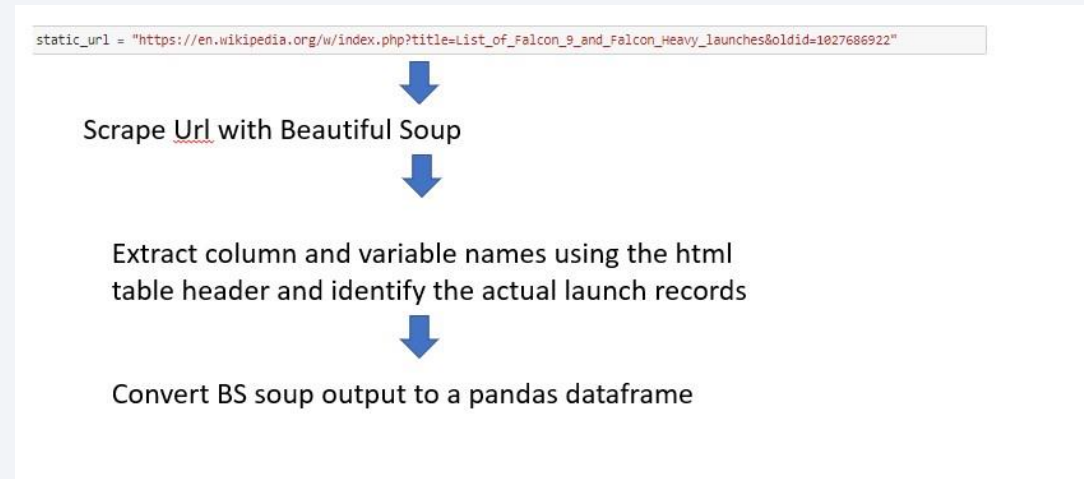 static_url = "https://en.wikipedia.org/w/index.php?title=List_of_Falcon_9_and_Falcon_Heavy_launches&oldid=1027686922"
Scrape Url with Beautiful Soup
Extract column and variable names using the html
table header and identify the actual launch records
Convert BS soup output to a pandas dataframe